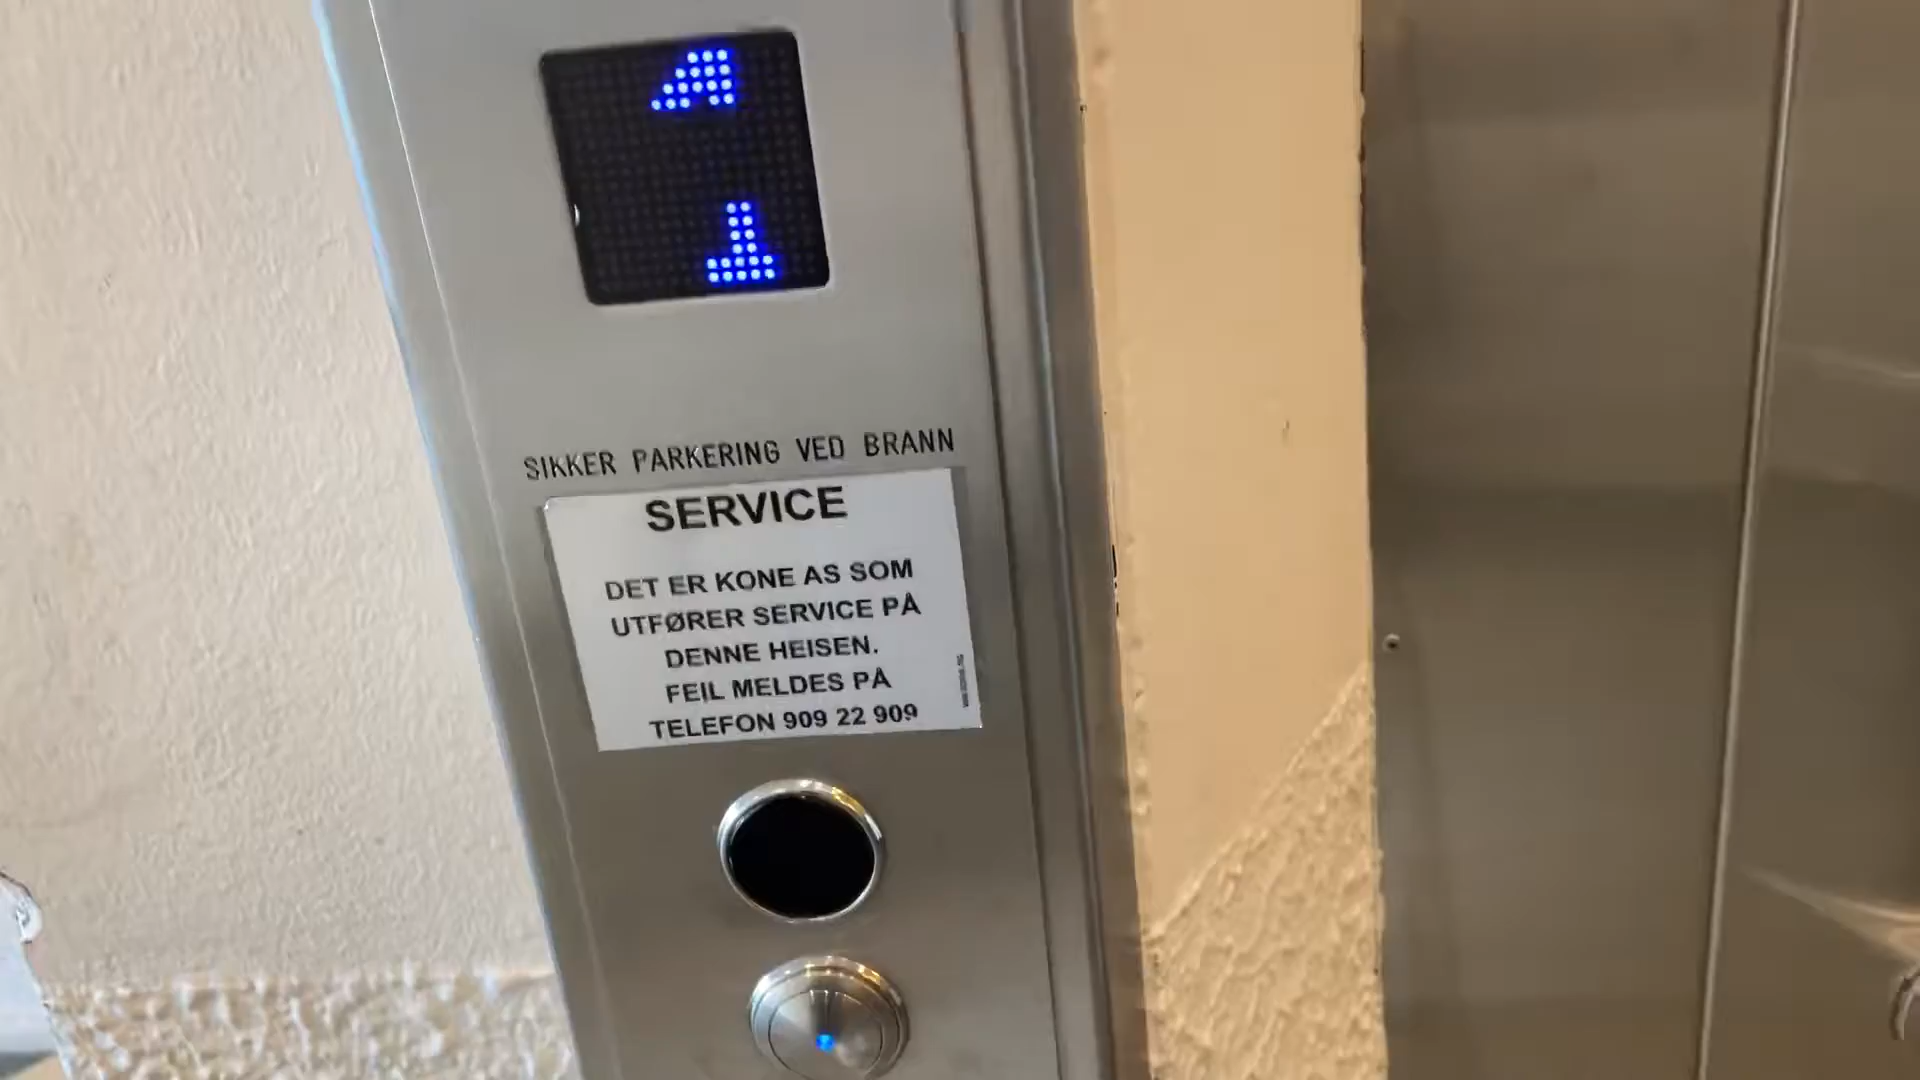 SIKKER PARKERING VED BRANN
SERVICE
DET ER KONE AS SOM
UTFØRER SERVICE PÅ
DENNE HEISEN.
FEIL MELDES PÅ
TELEFON 909 22 909